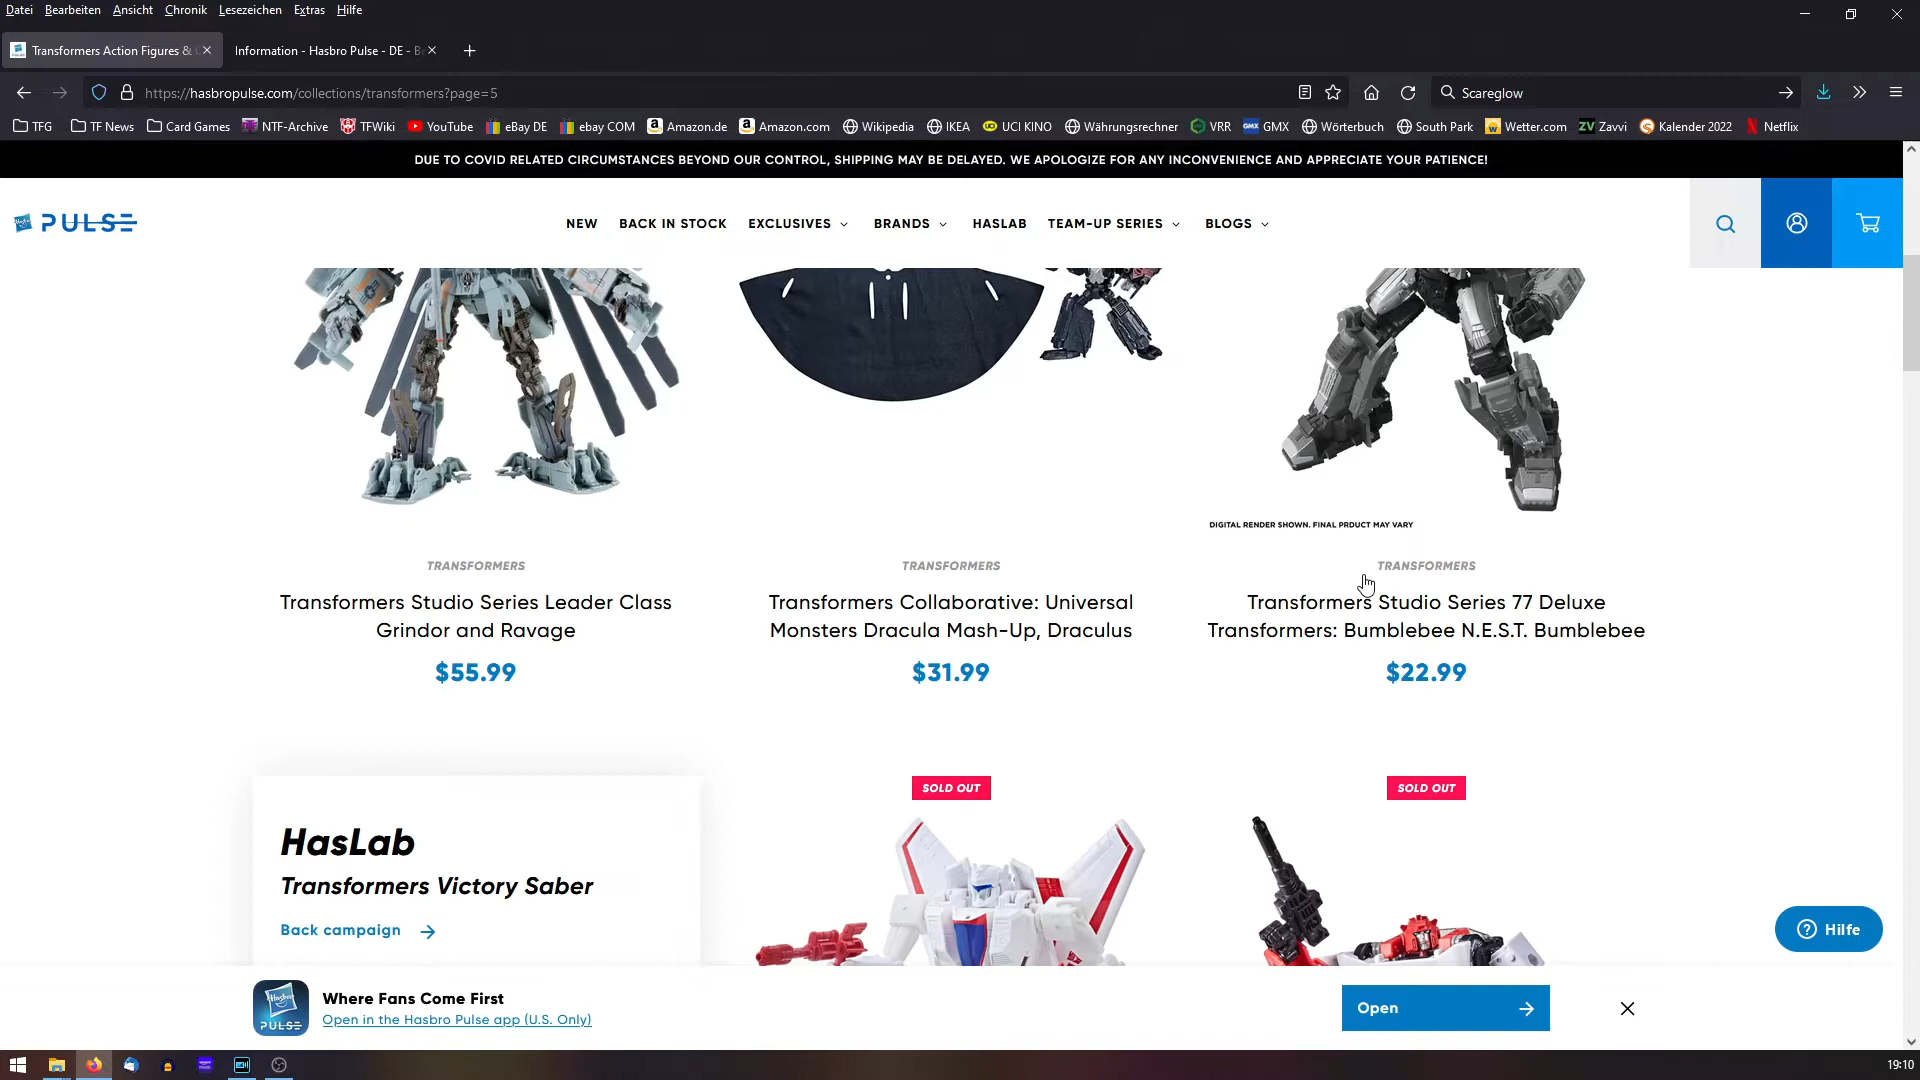 Datei Bearbeiten Ansicht Chronik Lesezeichen Extras Hilfe
Transformers Action Figures &
Information - Hasbro Pulse - DE - B
https://hasbropulse.com/collections/transformers?page=5
Scareglow
TFG TF News Card Games NTF-Archive TFWiki YouTube eBay DE ebay COM Amazon.de Amazon.com Wikipedia IKEA UCI KINO Währungsrechner VRR GMX Wörterbuch South Park Wetter.com Zavvi Kalender 2022 Netflix
DUE TO COVID RELATED CIRCUMSTANCES BEYOND OUR CONTROL, SHIPPING MAY BE DELAYED. WE APOLOGIZE FOR ANY INCONVENIENCE AND APPRECIATE YOUR PATIENCE!
PULSE
NEW BACK IN STOCK EXCLUSIVES BRANDS HASLAB TEAM-UP SERIES BLOGS
DIGITAL RENDER SHOWN. FINAL PRDUCT MAY VARY
TRANSFORMERS
Transformers Studio Series Leader Class
Grindor and Ravage
$55.99
TRANSFORMERS
Transformers Collaborative: Universal
Monsters Dracula Mash-Up, Draculus
$31.99
TRANSFORMERS
Transformers Studio Series 77 Deluxe
Transformers: Bumblebee N.E.S.T. Bumblebee
$22.99
HasLab
Transformers Victory Saber
Back campaign
SOLD OUT
SOLD OUT
Hilfe
Hasbro
PULSE
Where Fans Come First
Open in the Hasbro Pulse app (U.S. Only)
Open
19:10